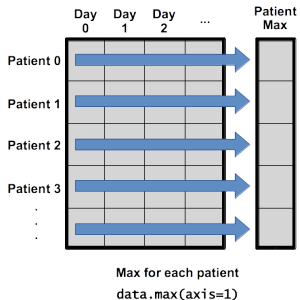 Day Day Day Patient
0 1 2 ... Max
Patient 0
Patient 1
Patient 2
Patient 3
.
.
.
Max for each patient
data.max(axis=1)